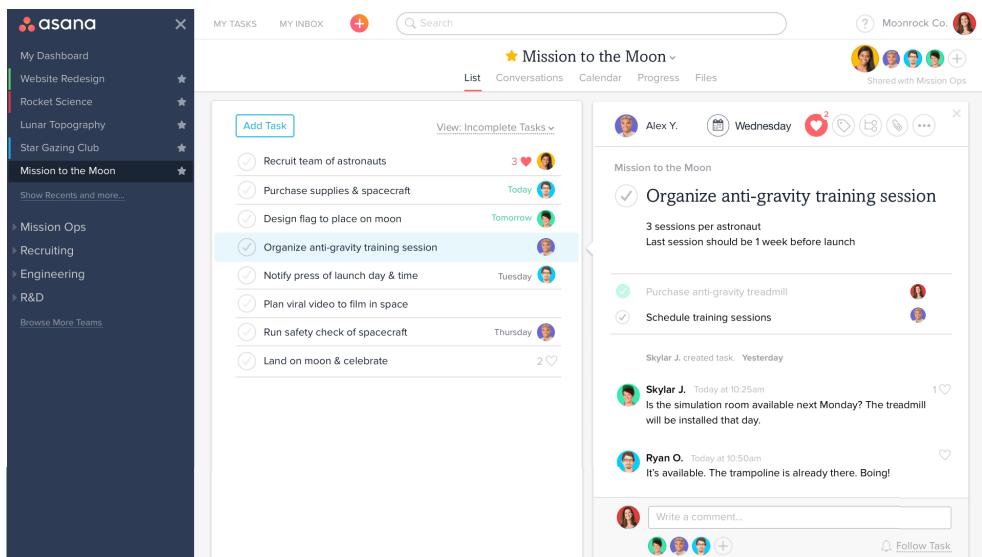 asana
My Dashboard
Website Redesign
Rocket Science
Lunar Topography
Star Gazing Club
Mission to the Moon
Show Recents and more...
Mission Ops
Recruiting
Engineering
R&D
Browse More Teams
MY TASKS MY INBOX Search ? Moonrock Co.
Mission to the Moon
List Conversations Calendar Progress Files
Shared with Mission Ops
Add Task View: Incomplete Tasks
Recruit team of astronauts 3
Purchase supplies & spacecraft Today
Design flag to place on moon Tomorrow
Organize anti-gravity training session
Notify press of launch day & time Tuesday
Plan viral video to film in space
Run safety check of spacecraft Thursday
Land on moon & celebrate 2
Alex Y. Wednesday 2
Mission to the Moon
Organize anti-gravity training session
3 sessions per astronaut
Last session should be 1 week before launch
Purchase anti-gravity treadmill
Schedule training sessions
Skylar J. created task. Yesterday
Skylar J. Today at 10:25am 1
Is the simulation room available next Monday? The treadmill
will be installed that day.
Ryan O. Today at 10:50am
It's available. The trampoline is already there. Boing!
Write a comment...
Follow Task